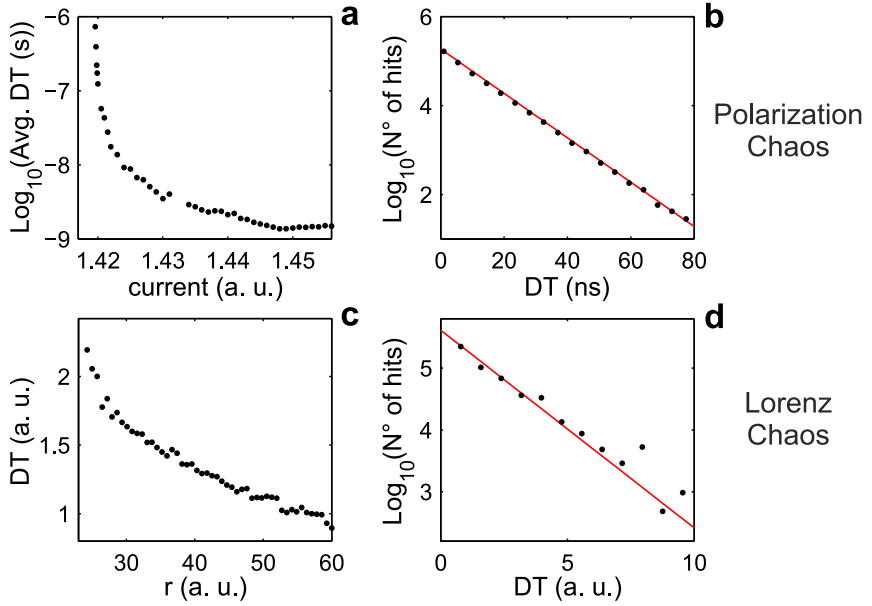 a
Log10(Avg. DT (s))
-6
-7
-8
-9
1.42 1.43 1.44 1.45
current (a. u.)
b
Log10(N° of hits)
6
4
2
0 20 40 60 80
DT (ns)
Polarization
Chaos
c
DT (a. u.)
2
1.5
1
30 40 50 60
r (a. u.)
d
Log10(N° of hits)
5
4
3
0 5 10
DT (a. u.)
Lorenz
Chaos